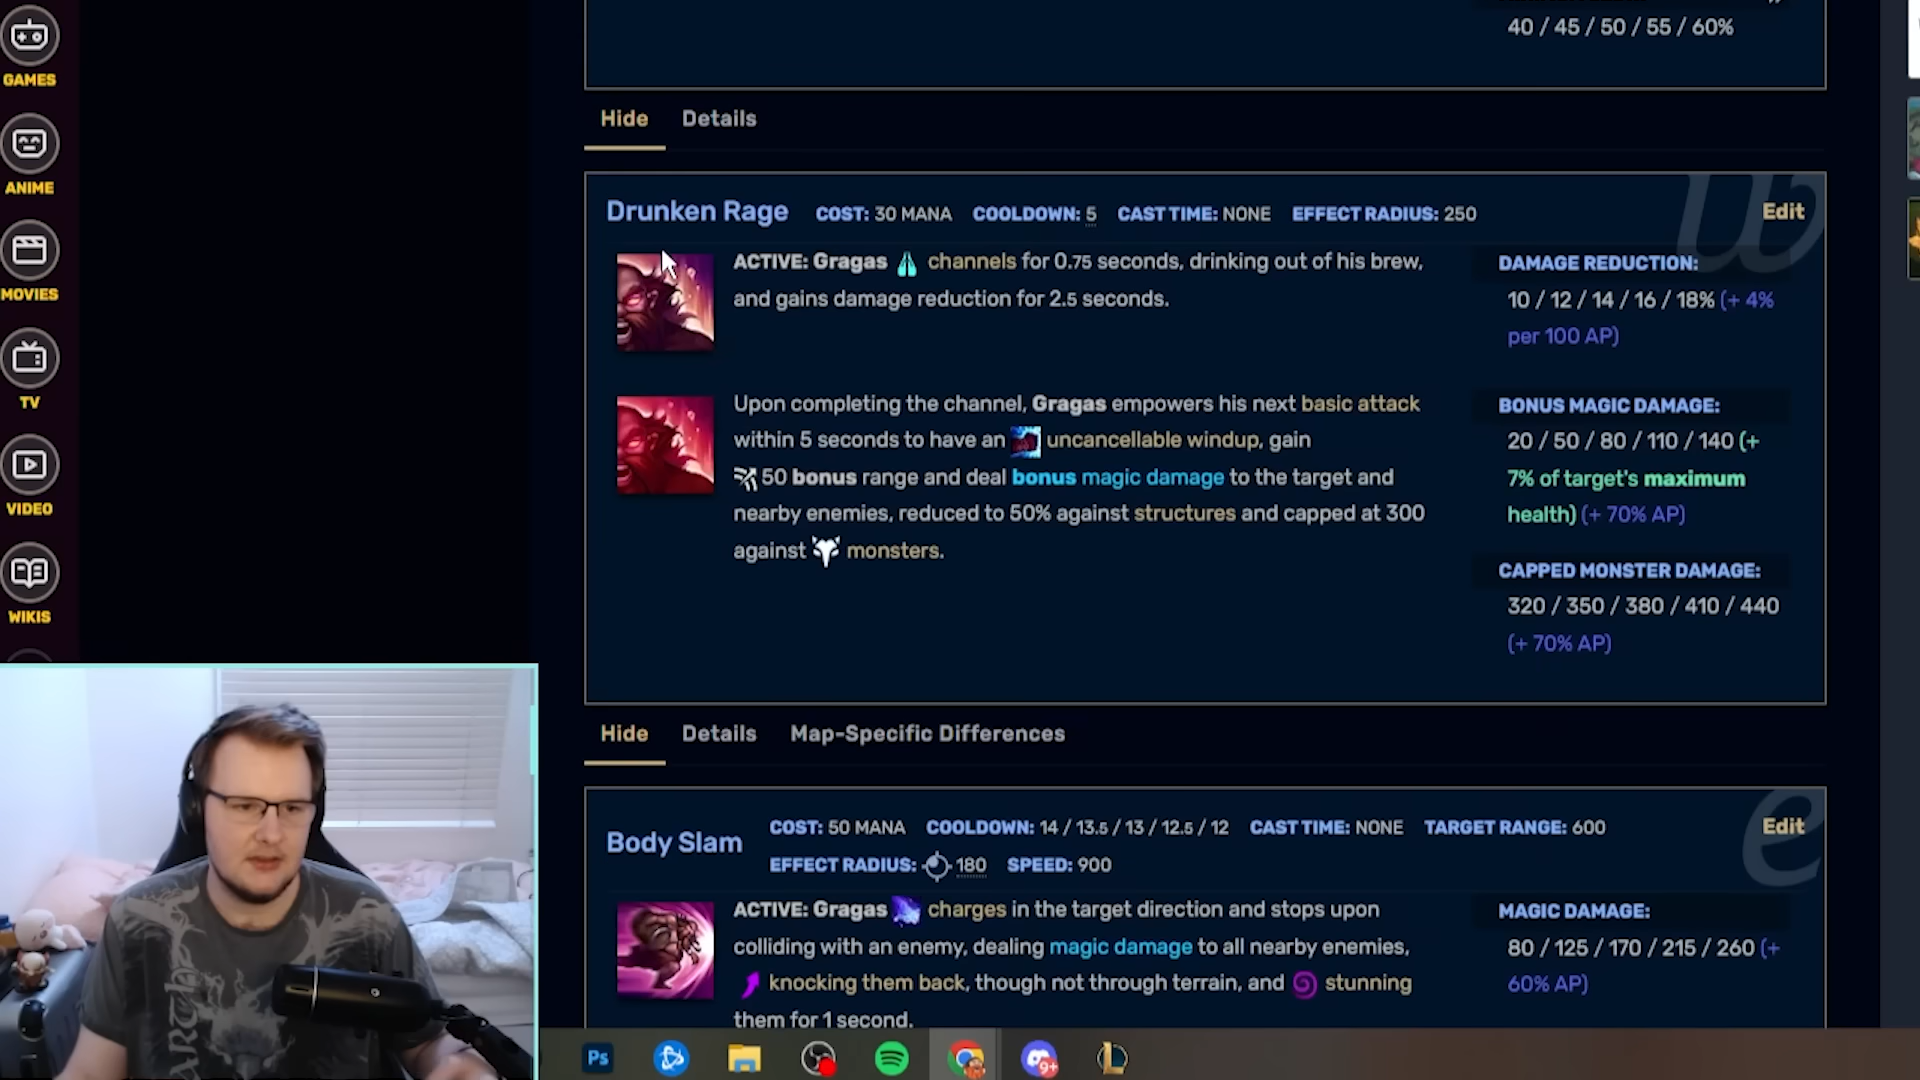 GAMES
ANIME
MOVIES
TV
VIDEO
WIKIS
40 / 45 / 50 / 55 / 60%
Hide Details
Drunken Rage COST: 30 MANA COOLDOWN: 5 CAST TIME: NONE EFFECT RADIUS: 250
w
Edit
ACTIVE: Gragas channels for 0.75 seconds, drinking out of his brew,
and gains damage reduction for 2.5 seconds.
DAMAGE REDUCTION:
10 / 12 / 14 / 16 / 18% (+ 4%
per 100 AP)
Upon completing the channel, Gragas empowers his next basic attack
within 5 seconds to have an uncancellable windup, gain
50 bonus range and deal bonus magic damage to the target and
nearby enemies, reduced to 50% against structures and capped at 300
against monsters.
BONUS MAGIC DAMAGE:
20 / 50 / 80 / 110 / 140 (+
7% of target's maximum
health) (+ 70% AP)
CAPPED MONSTER DAMAGE:
320 / 350 / 380 / 410 / 440
(+ 70% AP)
Hide Details Map-Specific Differences
Body Slam
COST: 50 MANA COOLDOWN: 14 / 13.5 / 13 / 12.5 / 12 CAST TIME: NONE TARGET RANGE: 600
EFFECT RADIUS: 180 SPEED: 900
e
Edit
ACTIVE: Gragas charges in the target direction and stops upon
colliding with an enemy, dealing magic damage to all nearby enemies,
knocking them back, though not through terrain, and stunning
them for 1 second.
MAGIC DAMAGE:
80 / 125 / 170 / 215 / 260 (+
60% AP)
Ps
9+